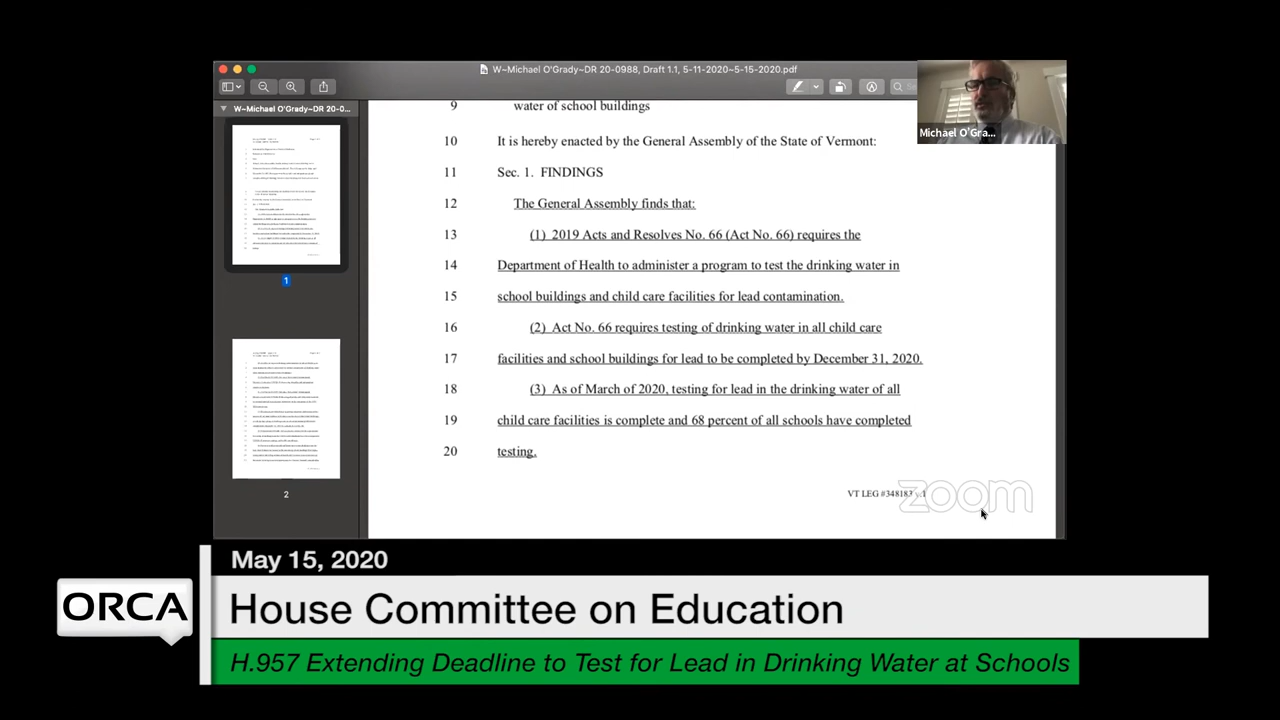 W~Michael O'Grady~DR 20-0988, Draft 1.1, 5-11-2020~5-15-2020.pdf
W~Michael O'Grady~DR 20-0...
Michael O'Gra...
9 water of school buildings
10 It is hereby enacted by the General Assembly of the State of Vermont:
11 Sec. 1. FINDINGS
12 The General Assembly finds that:
13 (1) 2019 Acts and Resolves No. 66 (Act No. 66) requires the
14 Department of Health to administer a program to test the drinking water in
15 school buildings and child care facilities for lead contamination.
16 (2) Act No. 66 requires testing of drinking water in all child care
17 facilities and school buildings for lead to be completed by December 31, 2020.
18 (3) As of March of 2020, testing for lead in the drinking water of all
19 child care facilities is complete and 68 percent of all schools have completed
20 testing.
1
2
VT LEG #348183 v.1
zoom
May 15, 2020
ORCA
House Committee on Education
H.957 Extending Deadline to Test for Lead in Drinking Water at Schools